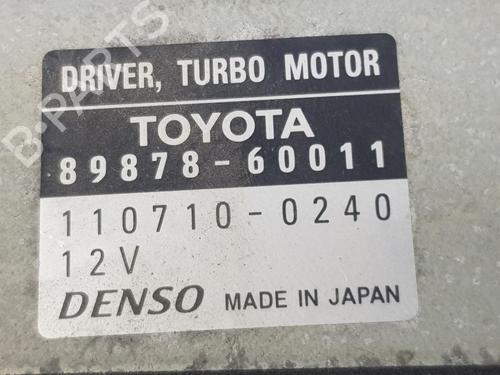 DRIVER, TURBO MOTOR
TOYOTA
89878-60011
110710-0240
12V
DENSO MADE IN JAPAN
B-PARTS